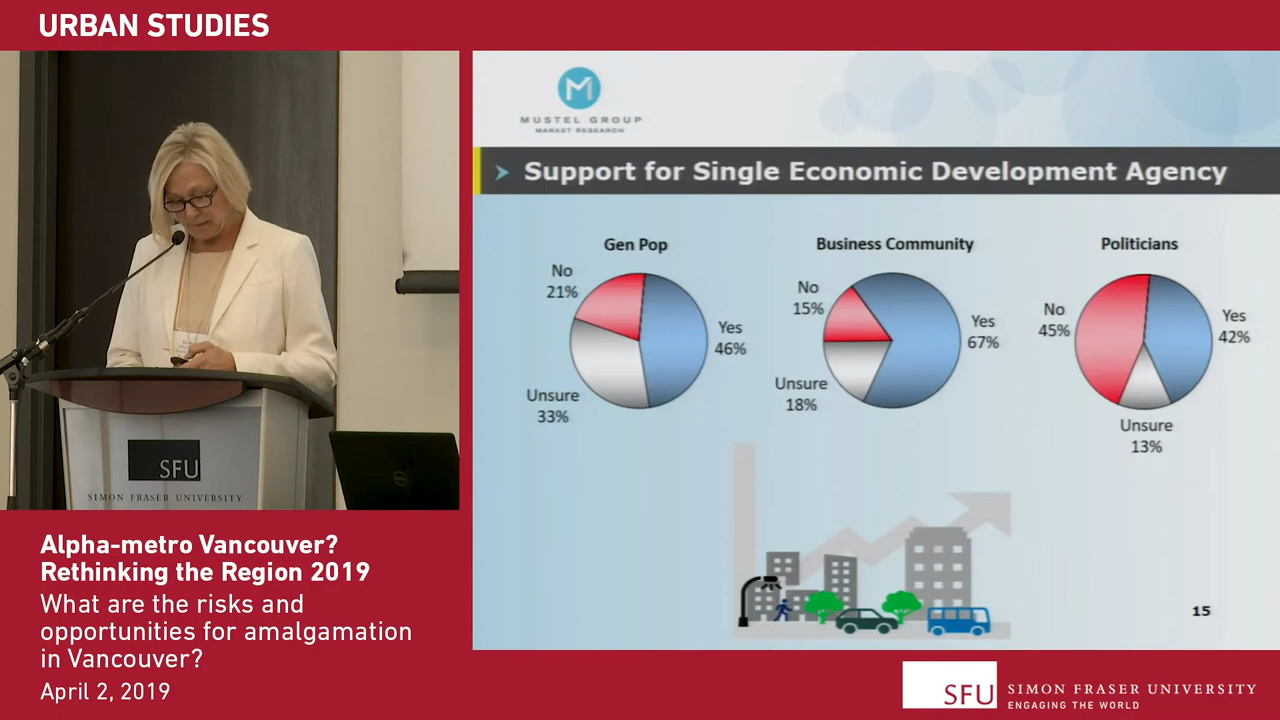 URBAN STUDIES
SFU
SIMON FRASER UNIVERSITY
Alpha-metro Vancouver?
Rethinking the Region 2019
What are the risks and
opportunities for amalgamation
in Vancouver?
April 2, 2019
M
MUSTEL GROUP
MARKET RESEARCH
Support for Single Economic Development Agency
Gen Pop
No
21%
Yes
46%
Unsure
33%
Business Community
No
15%
Yes
67%
Unsure
18%
Politicians
No
45%
Yes
42%
Unsure
13%
15
SFU
SIMON FRASER UNIVERSITY
ENGAGING THE WORLD